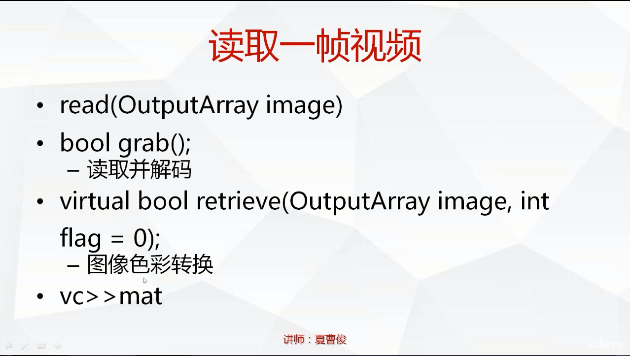 读取一帧视频
• read(OutputArray image)
• bool grab();
– 读取并解码
• virtual bool retrieve(OutputArray image, int
flag = 0);
– 图像色彩转换
• vc>>mat
讲师：夏曹俊